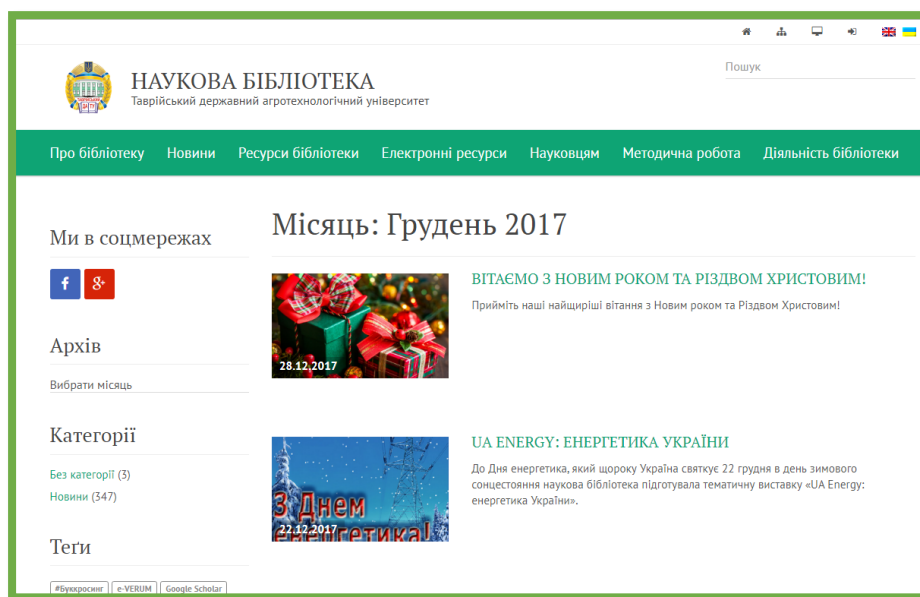 Пошук
НАУКОВА БІБЛІОТЕКА
Таврійський державний агротехнологічний університет
Про бібліотеку Новини Ресурси бібліотеки Електронні ресурси Науковцям Методична робота Діяльність бібліотеки
Ми в соцмережах
f g+
Архів
Вибрати місяць
Категорії
Без категорії (3)
Новини (347)
Теґи
#Буккросинг e-VERUM Google Scholar
Місяць: Грудень 2017
28.12.2017
ВІТАЄМО З НОВИМ РОКОМ ТА РІЗДВОМ ХРИСТОВИМ!
Прийміть наші найщиріші вітання з Новим роком та Різдвом Христовим!
З Днем
енергетика!
22.12.2017
UA ENERGY: ЕНЕРГЕТИКА УКРАЇНИ
До Дня енергетика, який щороку Україна святкує 22 грудня в день зимового
сонцестояння наукова бібліотека підготувала тематичну виставку «UA Energy:
енергетика України».